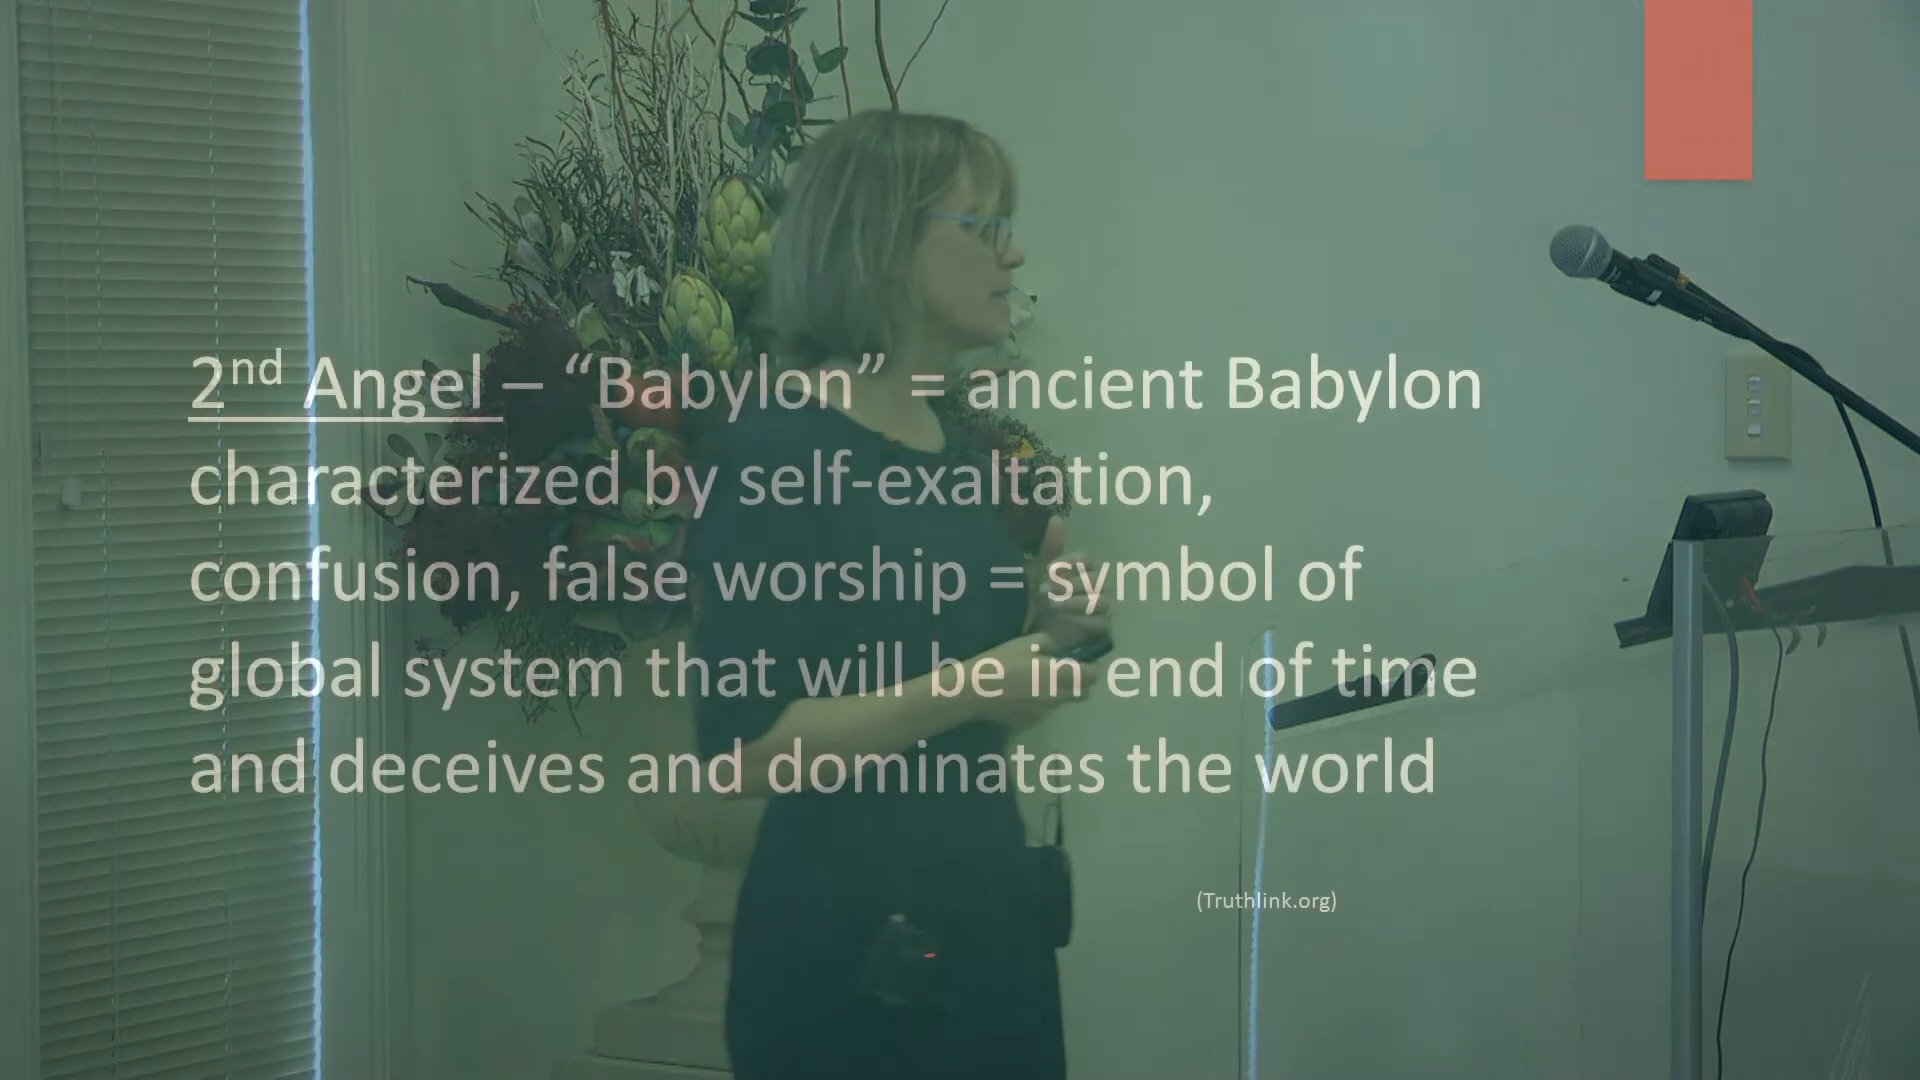 2nd Angel – “Babylon” = ancient Babylon
characterized by self-exaltation,
confusion, false worship = symbol of
global system that will be in end of time
and deceives and dominates the world
(Truthlink.org)